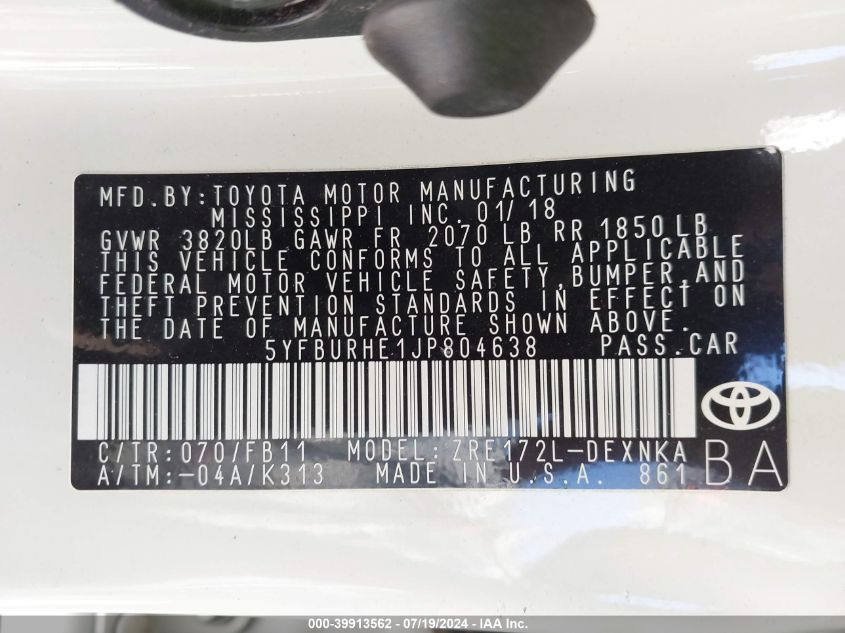 MFD. BY: TOYOTA MOTOR MANUFACTURING
MISSISSIPPI INC. 01/18
GVWR 3820LB GAWR FR 2070 LB RR 1850 LB
THIS VEHICLE CONFORMS TO ALL APPLICABLE
FEDERAL MOTOR VEHICLE SAFETY, BUMPER, AND
THEFT PREVENTION STANDARDS IN EFFECT ON
THE DATE OF MANUFACTURE SHOWN ABOVE.
5YFBURHE1JP804638 PASS. CAR
C/TR: 070/FB11 MODEL: ZRE172L-DEXNKA
A/TM: -04A/K313 MADE IN U.S.A. 861 BA
000-39913562 - 07/19/2024 - IAA Inc.